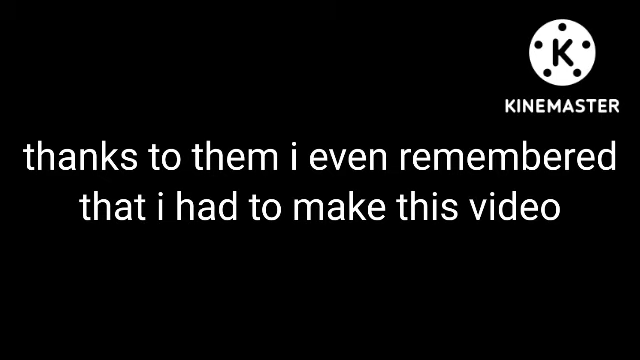 KINEMASTER
thanks to them i even remembered
that i had to make this video